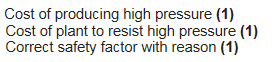 Cost of producing high pressure (1)
Cost of plant to resist high pressure (1)
Correct safety factor with reason (1)